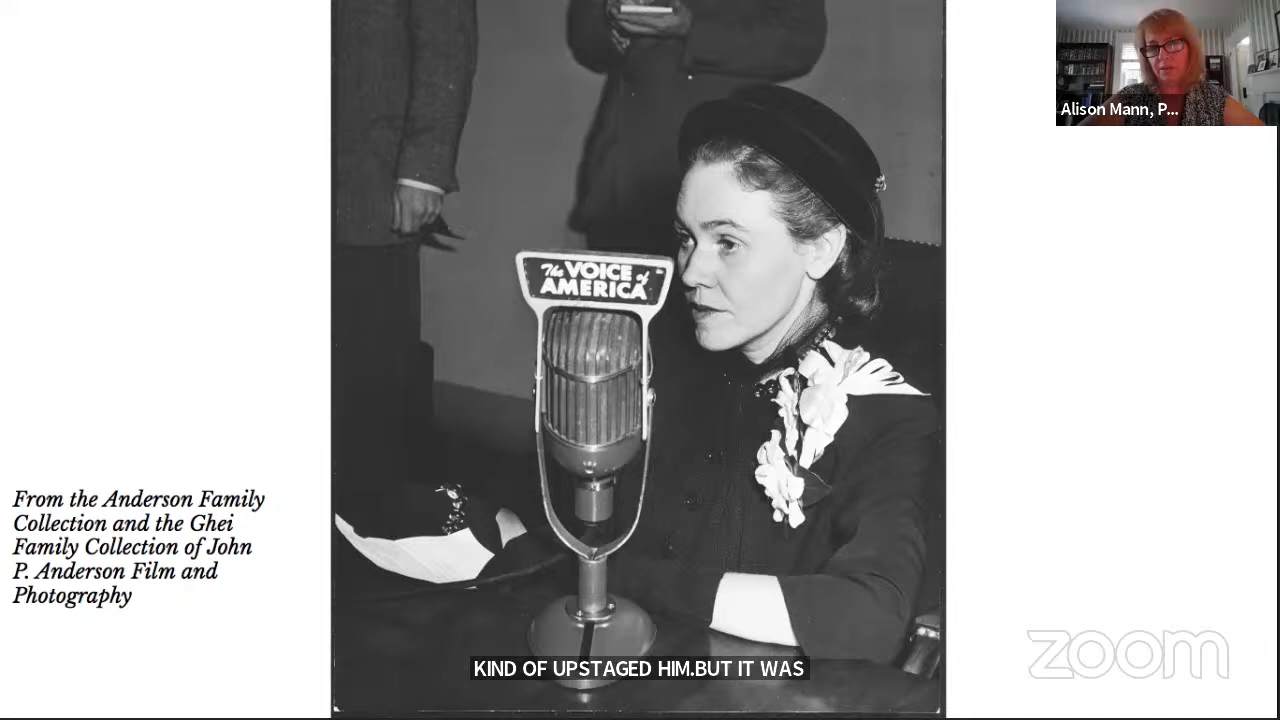 Alison Mann, P...
The VOICE of
AMERICA
From the Anderson Family
Collection and the Ghei
Family Collection of John
P. Anderson Film and
Photography
KIND OF UPSTAGED HIM.BUT IT WAS
zoom